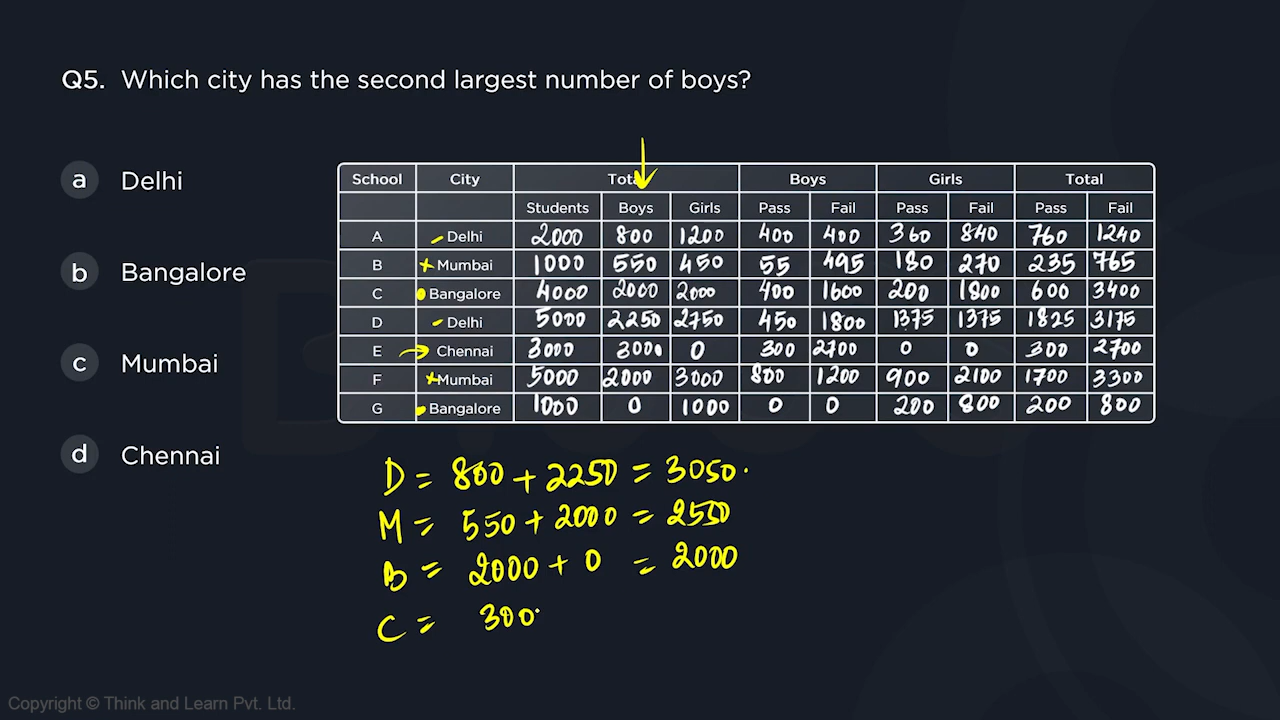 Q5. Which city has the second largest number of boys?
a Delhi
b Bangalore
c Mumbai
d Chennai
School City Total Boys Girls Total
Students Boys Girls Pass Fail Pass Fail Pass Fail
A Delhi 2000 800 1200 400 400 360 840 760 1240
B Mumbai 1000 550 450 55 495 180 270 235 765
C Bangalore 4000 2000 2000 400 1600 200 1800 600 3400
D Delhi 5000 2250 2750 450 1800 1375 1375 1825 3175
E Chennai 3000 3000 0 300 2700 0 0 300 2700
F Mumbai 5000 2000 3000 800 1200 900 2100 1700 3300
G Bangalore 1000 0 1000 0 0 200 800 200 800
D = 800 + 2250 = 3050.
M = 550 + 2000 = 2550
B = 2000 + 0 = 2000
C = 300
Copyright © Think and Learn Pvt. Ltd.